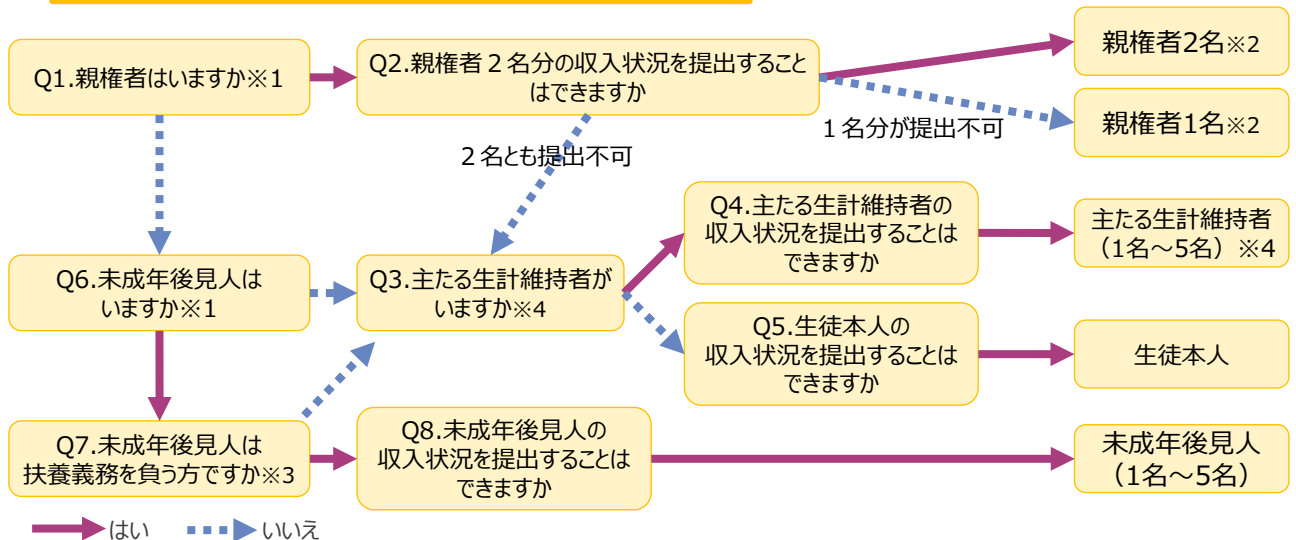 Q1.親権者はいますか※1
Q2.親権者２名分の収入状況を提出すること
はできますか
親権者2名※2
１名分が提出不可
親権者1名※2
２名とも提出不可
Q4.主たる生計維持者の
収入状況を提出することは
できますか
主たる生計維持者
（1名～5名）※4
Q6.未成年後見人は
いますか※1
Q3.主たる生計維持者が
いますか※4
Q5.生徒本人の
収入状況を提出することは
できますか
生徒本人
Q7.未成年後見人は
扶養義務を負う方ですか※3
Q8.未成年後見人の
収入状況を提出することは
できますか
未成年後見人
（1名～5名）
はい
いいえ